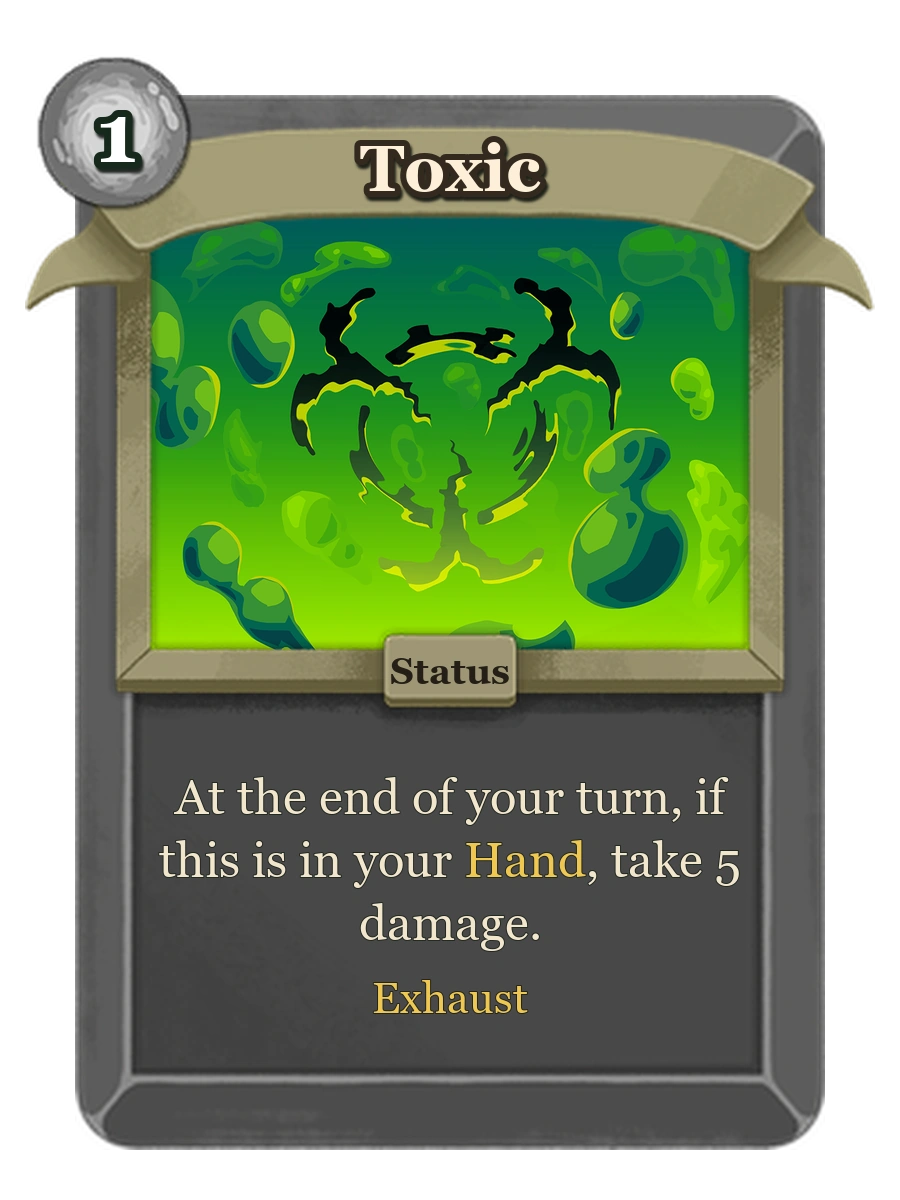 1
Toxic
Status
At the end of your turn, if
this is in your Hand, take 5
damage.
Exhaust